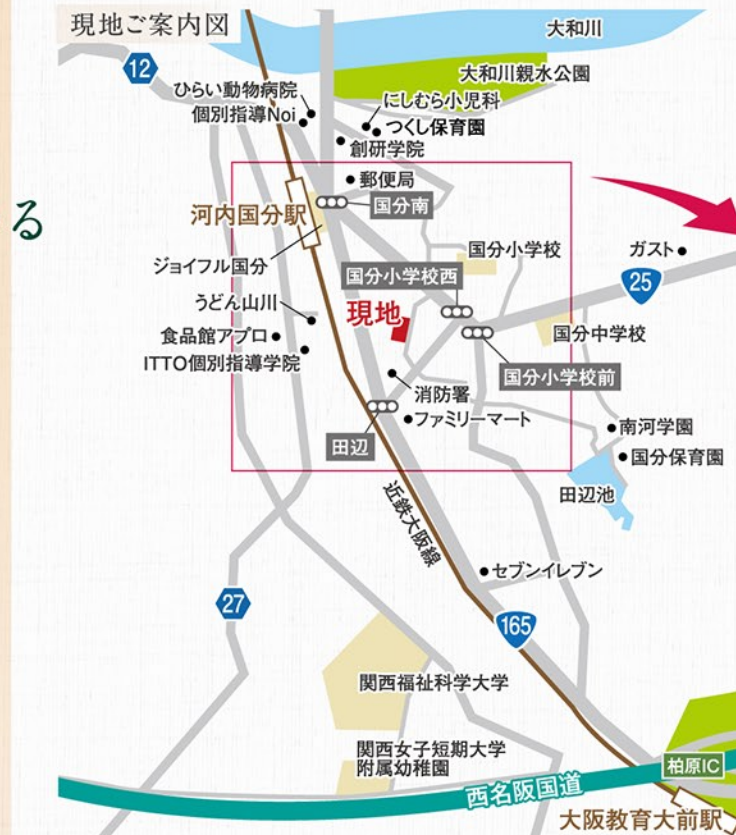 現地ご案内図
大和川
12
大和川親水公園
ひらい動物病院
個別指導Noi
にしむら小児科
つくし保育園
創研学院
郵便局
る
河内国分駅
国分南
国分小学校
ガスト
ジョイフル国分
国分小学校西
25
うどん山川
現地
食品館アプロ
国分中学校
ITTO個別指導学院
国分小学校前
消防署
ファミリーマート
南河学園
田辺
国分保育園
田辺池
近鉄大阪線
セブンイレブン
27
165
関西福祉科学大学
関西女子短期大学
附属幼稚園
柏原IC
西名阪国道
大阪教育大前駅